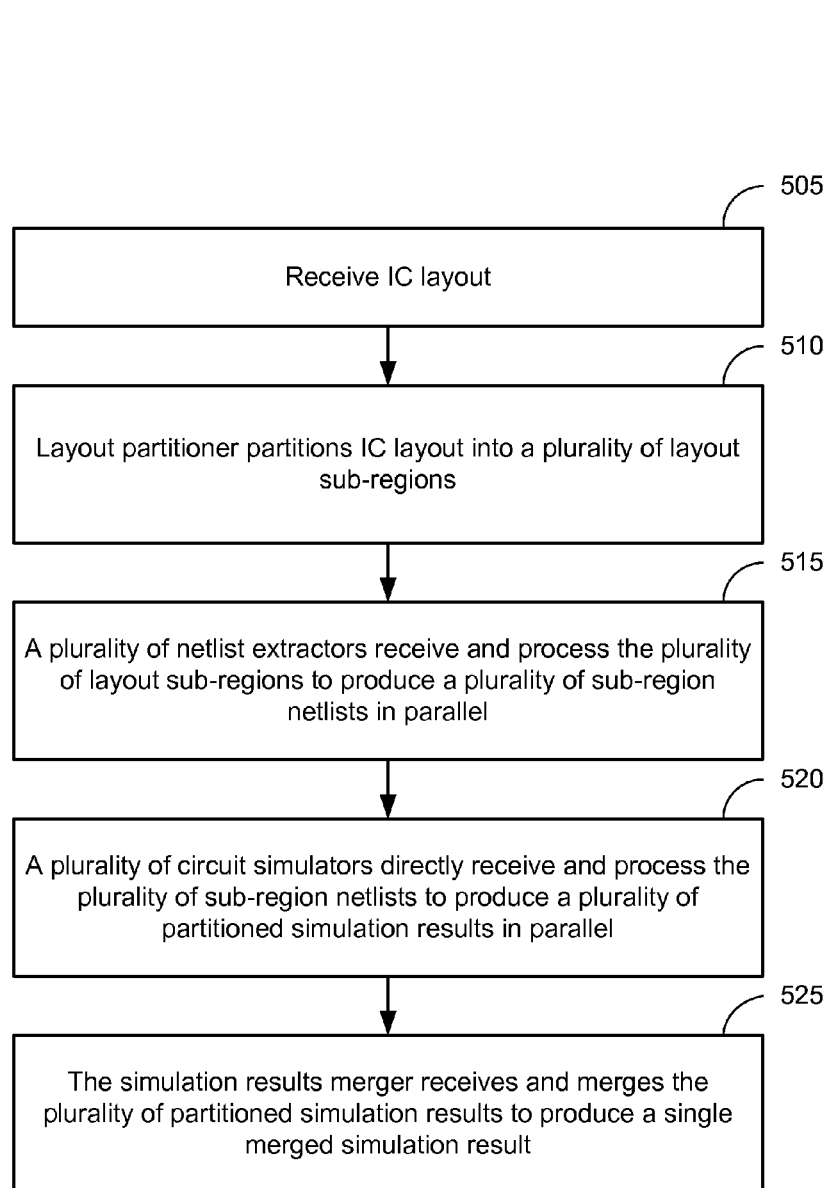 505
Receive IC layout
510
Layout partitioner partitions IC layout into a plurality of layout
sub-regions
515
A plurality of netlist extractors receive and process the plurality
of layout sub-regions to produce a plurality of sub-region
netlists in parallel
520
A plurality of circuit simulators directly receive and process the
plurality of sub-region netlists to produce a plurality of
partitioned simulation results in parallel
525
The simulation results merger receives and merges the
plurality of partitioned simulation results to produce a single
merged simulation result